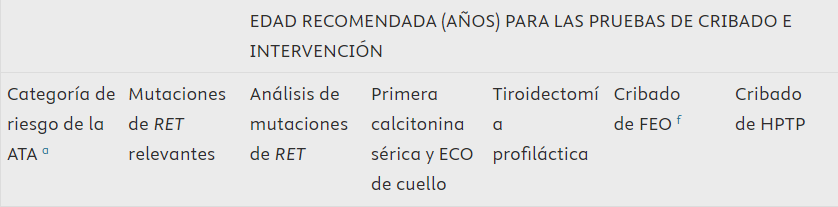 EDAD RECOMENDADA (AÑOS) PARA LAS PRUEBAS DE CRIBADO E
INTERVENCIÓN
Categoría de
riesgo de la
ATA a
Mutaciones
de RET
relevantes
Análisis de
mutaciones
de RET
Primera
calcitonina
sérica y ECO
de cuello
Tiroidectomí
a
profiláctica
Cribado
de FEO f
Cribado
de HPTP